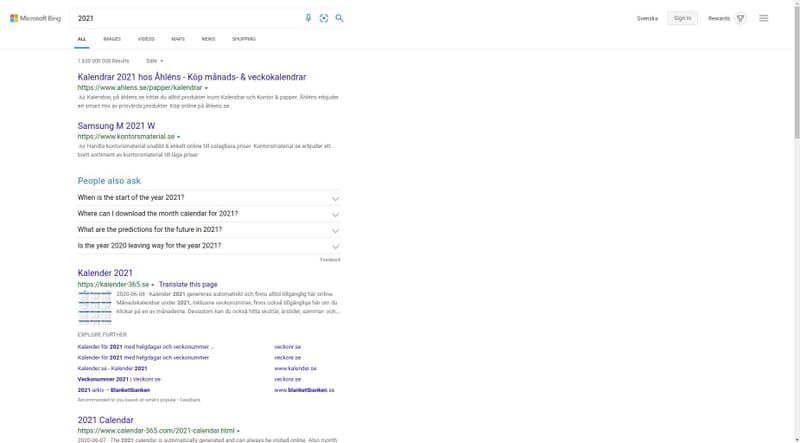 Microsoft Bing
2021
Svenska
Sign in
Rewards
ALL
IMAGES
VIDEOS
MAPS
NEWS
SHOPPING
1 630 000 000 Results
Date
Kalendrar 2021 hos Åhléns - Köp månads- & veckokalendrar
https://www.ahlens.se/papper/kalendrar
Ad Kalendrar, på åhlens.se hittar du alltid produkter inom Kalendrar och Kontor & papper. Åhléns erbjuder
en smart mix av prisvärda produkter. Köp online på åhléns.se
Samsung M 2021 W
https://www.kontorsmaterial.se
Ad Handla kontorsmaterial snabbt & enkelt online till oslagbara priser. Kontorsmaterial.se erbjuder ett
brett sortiment av kontorsmaterial till låga priser.
People also ask
When is the start of the year 2021?
Where can I download the month calendar for 2021?
What are the predictions for the future in 2021?
Is the year 2020 leaving way for the year 2021?
Feedback
Kalender 2021
https://kalender-365.se
Translate this page
2020-06-08 · Kalender 2021 genereras automatiskt och finns alltid tillgänglig här online.
Månadskalendrar under 2021, inklusive veckonummer, finns också tillgängliga här om du
klickar på en av månaderna. Dessutom kan du också hitta skottår, årstider, sommar- och...
EXPLORE FURTHER
Kalender för 2021 med helgdagar och veckonummer ...
veckonr.se
Kalender för 2021 med helgdagar och veckonummer
veckonr.se
Kalender.se - Kalender 2021
www.kalender.se
Veckonummer 2021 | Veckonr.se
veckonr.se
2021-arkiv – Blankettbanken
www.blankettbanken.se
Recommended to you based on what's popular • Feedback
2021 Calendar
https://www.calendar-365.com/2021-calendar.html
2020-06-07 · The 2021 calendar is automatically generated and can always be visited online. Also month